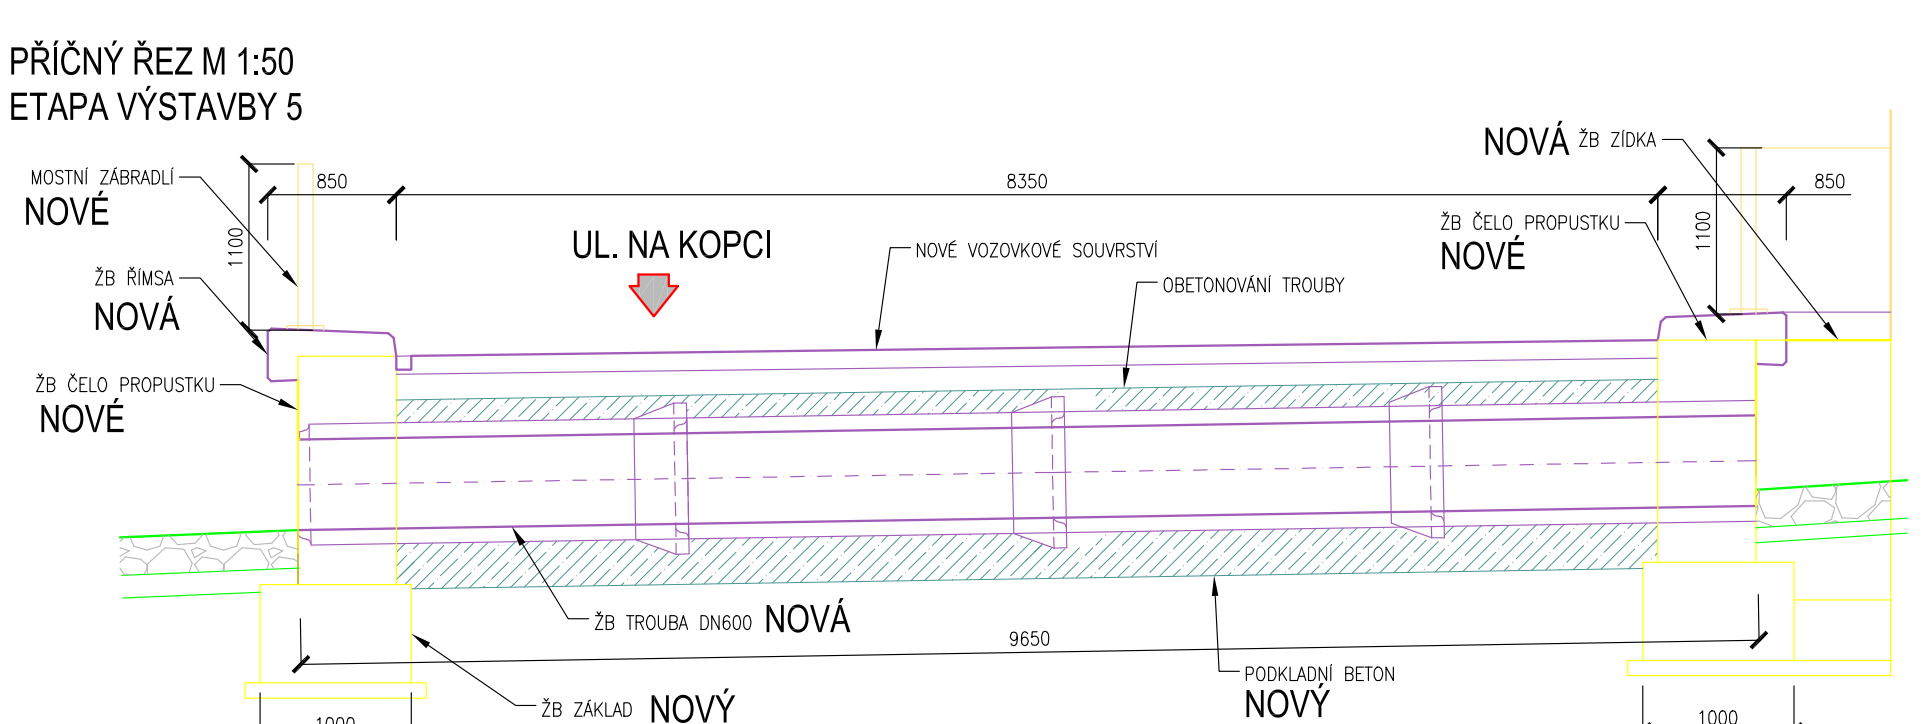 PŘÍČNÝ ŘEZ M 1:50
ETAPA VÝSTAVBY 5
MOSTNÍ ZÁBRADLÍ
NOVÉ
850
8350
850
1100
1100
NOVÁ ŽB ZÍDKA
ŽB ČELO PROPUSTKU
NOVÉ
UL. NA KOPCI
NOVÉ VOZOVKOVÉ SOUVRSTVÍ
OBETONOVÁNÍ TROUBY
ŽB ŘÍMSA
NOVÁ
ŽB ČELO PROPUSTKU
NOVÉ
ŽB TROUBA DN600 NOVÁ
9650
PODKLADNÍ BETON
NOVÝ
ŽB ZÁKLAD NOVÝ
1000
1000